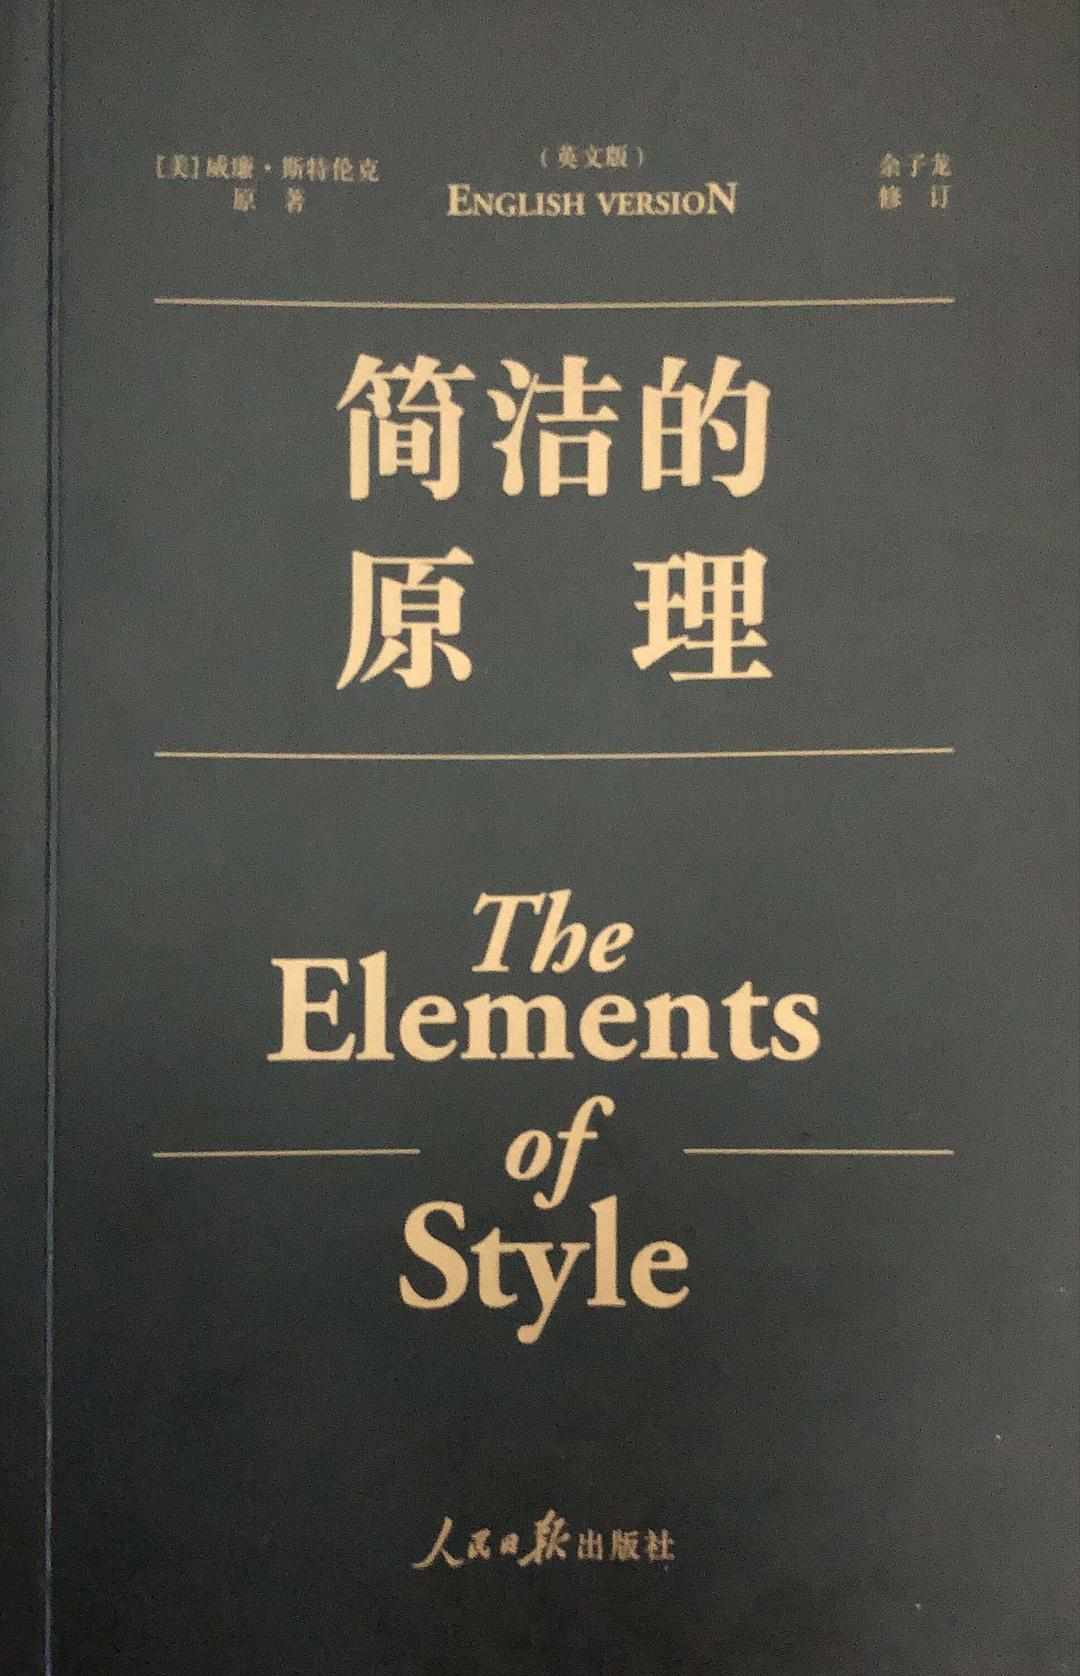 [美]威廉·斯特伦克
原 著
（英文版）
ENGLISH VERSION
余子龙
修 订
简洁的
原 理
The
Elements
of
Style
人民日报出版社